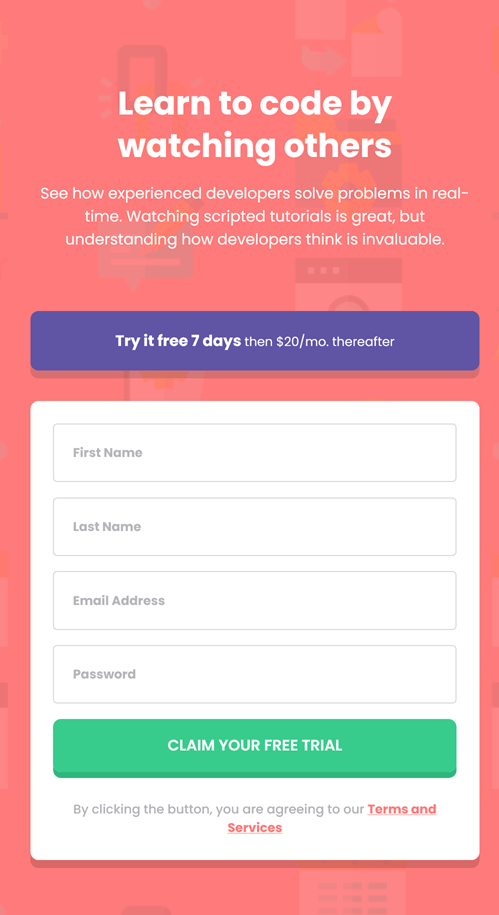 Learn to code by
watching others
See how experienced developers solve problems in real-
time. Watching scripted tutorials is great, but
understanding how developers think is invaluable.
Try it free 7 days then $20/mo. thereafter
First Name
Last Name
Email Address
Password
CLAIM YOUR FREE TRIAL
By clicking the button, you are agreeing to our Terms and
Services